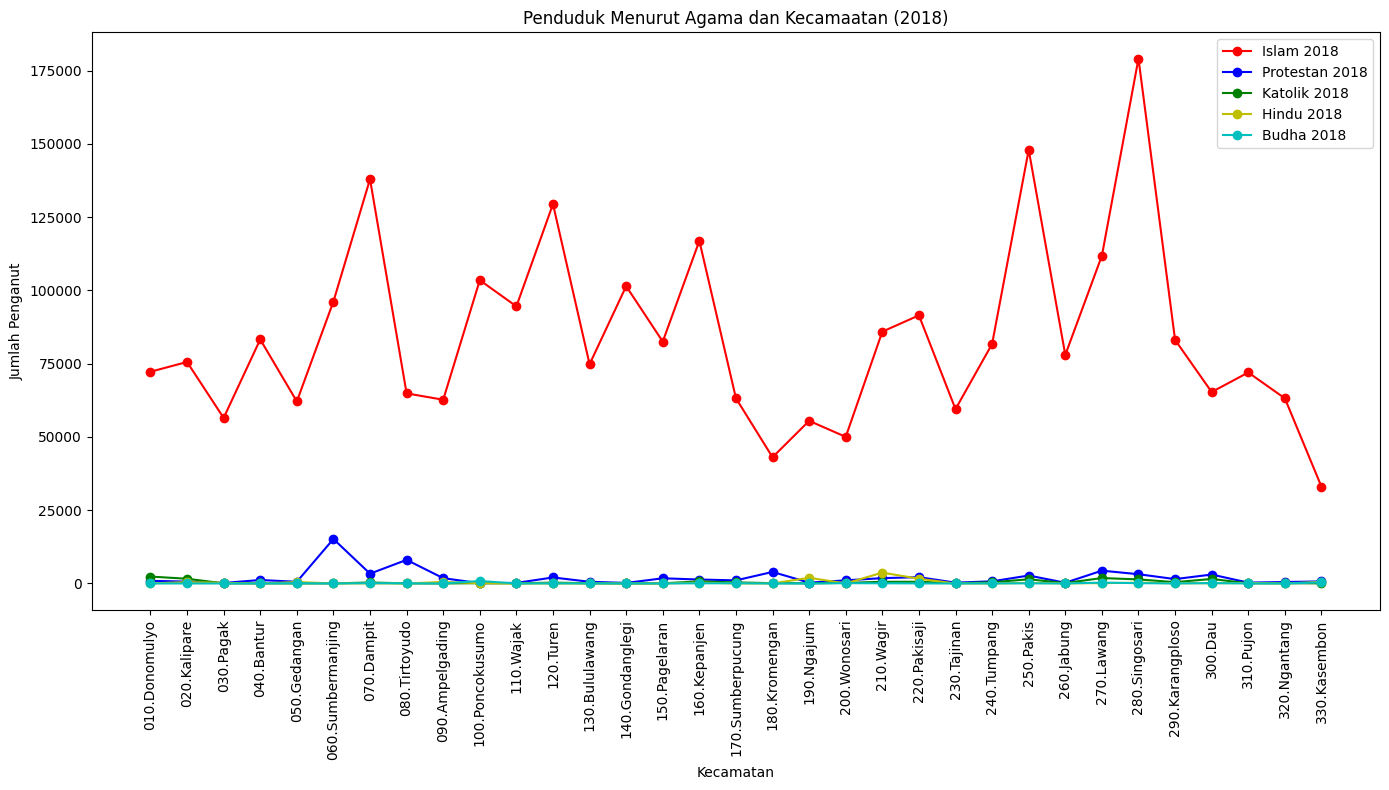 Penduduk Menurut Agama dan Kecamaatan (2018)
Islam 2018
Protestan 2018
Katolik 2018
Hindu 2018
Budha 2018
Jumlah Penganut
175000
150000
125000
100000
75000
50000
25000
0
010.Donomulyo
020.Kalipare
030.Pagak
040.Bantur
050.Gedangan
060.Sumbermanjing
070.Dampit
080.Tirtoyudo
090.Ampelgading
100.Poncokusumo
110.Wajak
120.Turen
130.Bululawang
140.Gondanglegi
150.Pagelaran
160.Kepanjen
170.Sumberpucung
180.Kromengan
190.Ngajum
200.Wonosari
210.Wagir
220.Pakisaji
230.Tajinan
240.Tumpang
250.Pakis
260.Jabung
270.Lawang
280.Singosari
290.Karangploso
300.Dau
310.Pujon
320.Ngantang
330.Kasembon
Kecamatan